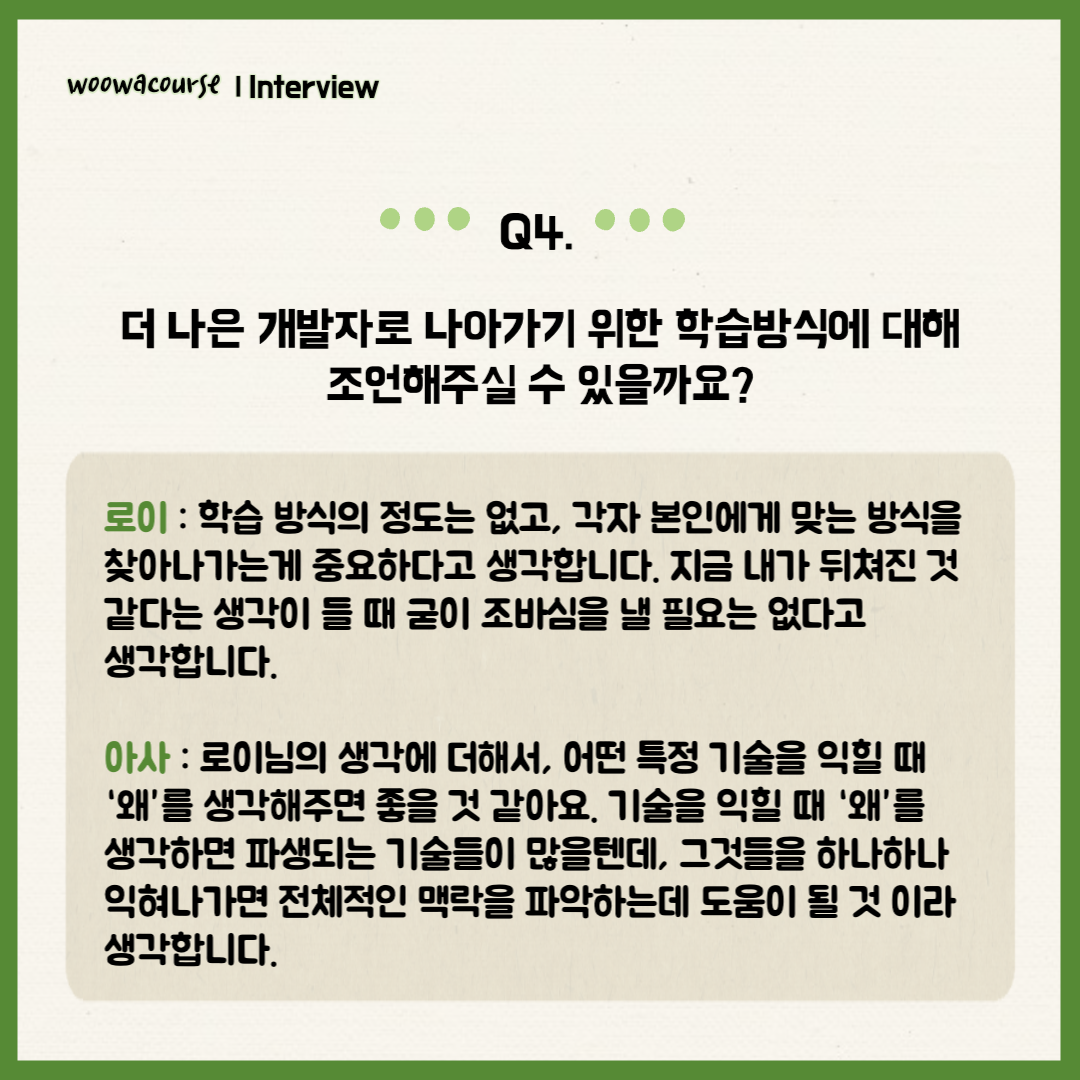 woowacourse | Interview
Q4.
더 나은 개발자로 나아가기 위한 학습방식에 대해
조언해주실 수 있을까요?
로이 : 학습 방식의 정도는 없고, 각자 본인에게 맞는 방식을
찾아나가는게 중요하다고 생각합니다. 지금 내가 뒤쳐진 것
같다는 생각이 들 때 굳이 조바심을 낼 필요는 없다고
생각합니다.
아사 : 로이님의 생각에 더해서, 어떤 특정 기술을 익힐 때
‘왜’를 생각해주면 좋을 것 같아요. 기술을 익힐 때 ‘왜’를
생각하면 파생되는 기술들이 많을텐데, 그것들을 하나하나
익혀나가면 전체적인 맥락을 파악하는데 도움이 될 것 이라
생각합니다.